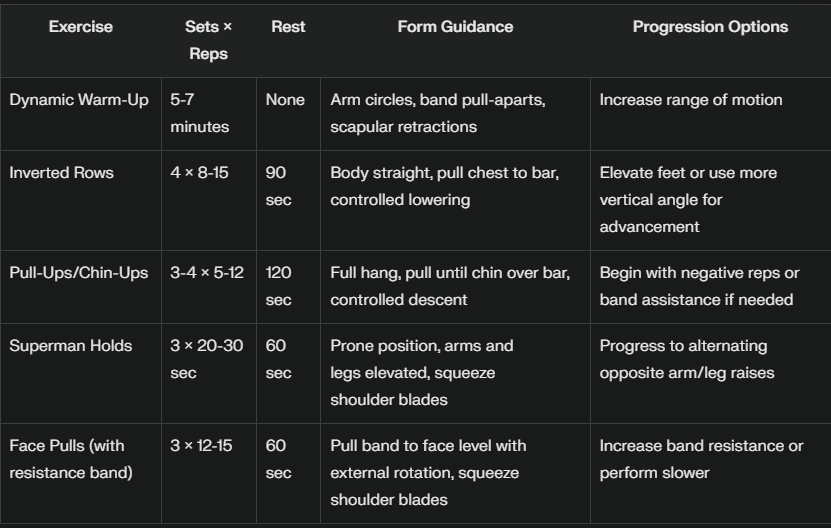 Exercise
Sets ×
Reps
Rest
Form Guidance
Progression Options
Dynamic Warm-Up
5-7
minutes
None
Arm circles, band pull-aparts,
scapular retractions
Increase range of motion
Inverted Rows
4 × 8-15
90
sec
Body straight, pull chest to bar,
controlled lowering
Elevate feet or use more
vertical angle for
advancement
Pull-Ups/Chin-Ups
3-4 × 5-12
120
sec
Full hang, pull until chin over bar,
controlled descent
Begin with negative reps or
band assistance if needed
Superman Holds
3 × 20-30
sec
60
sec
Prone position, arms and
legs elevated, squeeze
shoulder blades
Progress to alternating
opposite arm/leg raises
Face Pulls (with
resistance band)
3 × 12-15
60
sec
Pull band to face level with
external rotation, squeeze
shoulder blades
Increase band resistance or
perform slower